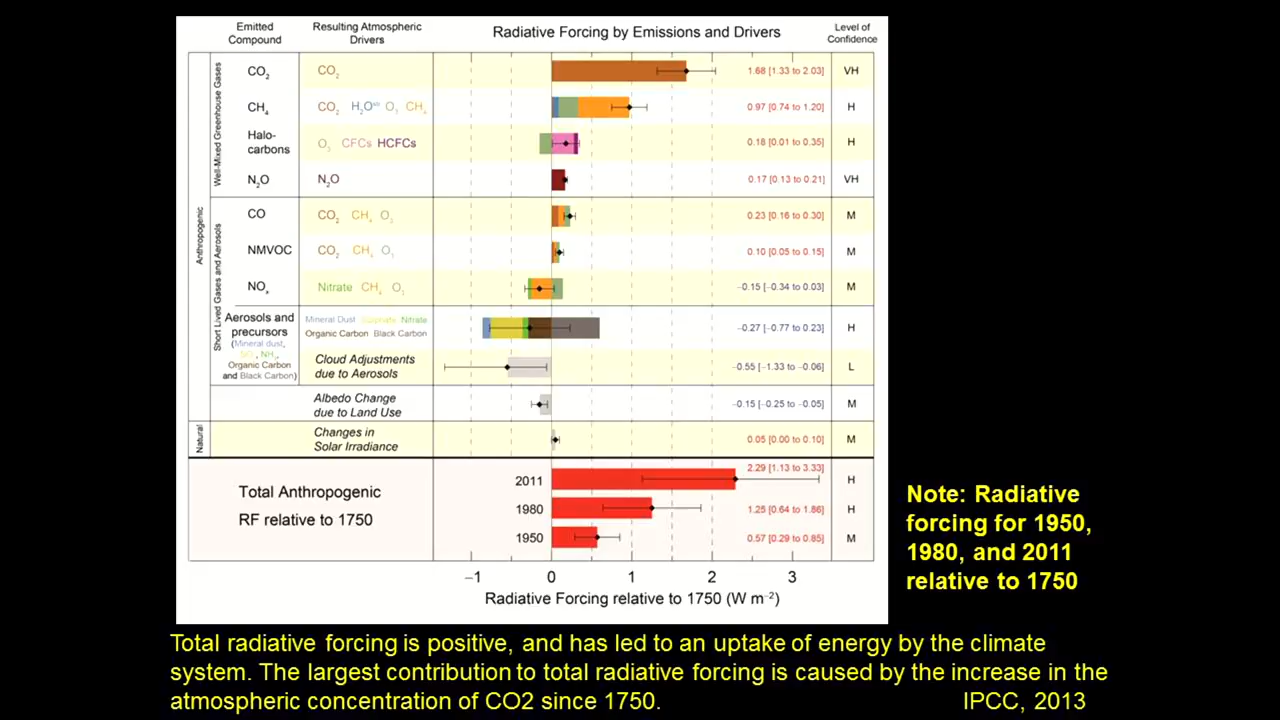 Emitted Compound
Resulting Atmospheric Drivers
Radiative Forcing by Emissions and Drivers
Level of Confidence
Anthropogenic
Well-Mixed Greenhouse Gases
CO₂ CO₂ 1.68 [1.33 to 2.03] VH
CH₄ CO₂ H₂Oˢᵗʳ O₃ CH₄ 0.97 [0.74 to 1.20] H
Halo-
carbons O₃ CFCs HCFCs 0.18 [0.01 to 0.35] H
N₂O N₂O 0.17 [0.13 to 0.21] VH
Short Lived Gases and Aerosols
CO CO₂ CH₄ O₃ 0.23 [0.16 to 0.30] M
NMVOC CO₂ CH₄ O₃ 0.10 [0.05 to 0.15] M
NOₓ Nitrate CH₄ O₃ −0.15 [−0.34 to 0.03] M
Aerosols and
precursors
(Mineral dust,
SO₂, NH₃,
Organic Carbon
and Black Carbon)
Mineral Dust Sulphate Nitrate
Organic Carbon Black Carbon
−0.27 [−0.77 to 0.23] H
Cloud Adjustments
due to Aerosols
−0.55 [−1.33 to −0.06] L
Albedo Change
due to Land Use
−0.15 [−0.25 to −0.05] M
Natural
Changes in
Solar Irradiance
0.05 [0.00 to 0.10] M
Total Anthropogenic
RF relative to 1750
2011 2.29 [1.13 to 3.33] H
1980 1.25 [0.64 to 1.86] H
1950 0.57 [0.29 to 0.85] M
−1 0 1 2 3
Radiative Forcing relative to 1750 (W m⁻²)
Note: Radiative
forcing for 1950,
1980, and 2011
relative to 1750
Total radiative forcing is positive, and has led to an uptake of energy by the climate
system. The largest contribution to total radiative forcing is caused by the increase in the
atmospheric concentration of CO2 since 1750. IPCC, 2013